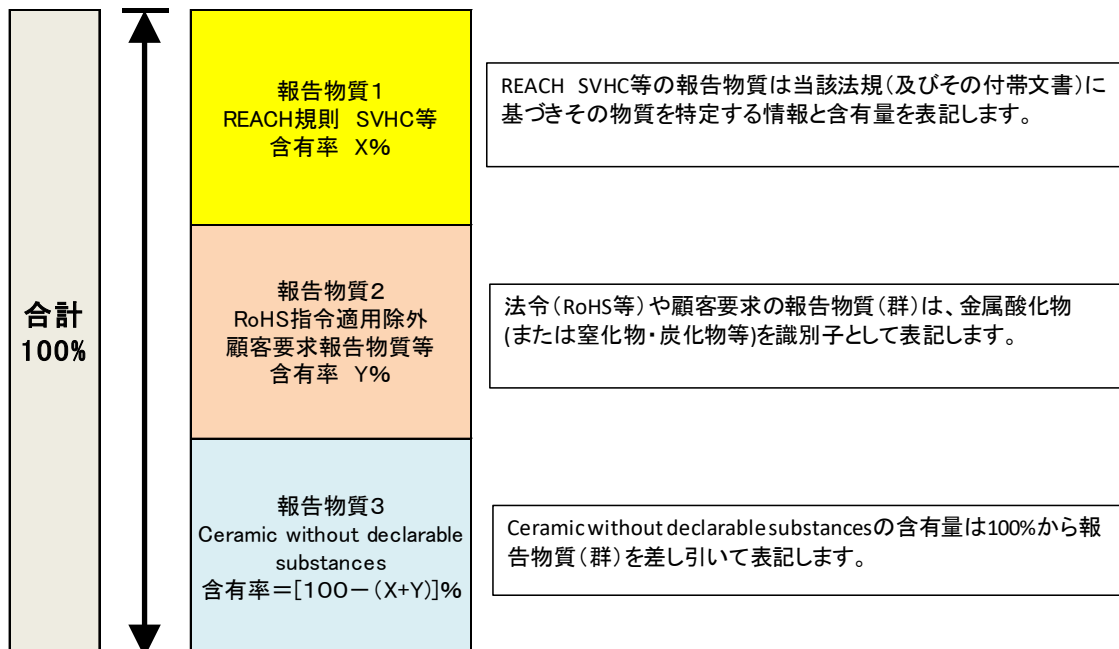 合計
100%
報告物質1
REACH規則 SVHC等
含有率 X%
REACH SVHC等の報告物質は当該法規(及びその付帯文書)に
基づきその物質を特定する情報と含有量を表記します。
報告物質2
RoHS指令適用除外
顧客要求報告物質等
含有率 Y%
法令(RoHS等)や顧客要求の報告物質(群)は、金属酸化物
(または窒化物・炭化物等)を識別子として表記します。
報告物質3
Ceramic without declarable
substances
含有率=[100-(X+Y)]%
Ceramic without declarable substancesの含有量は100%から報
告物質(群)を差し引いて表記します。